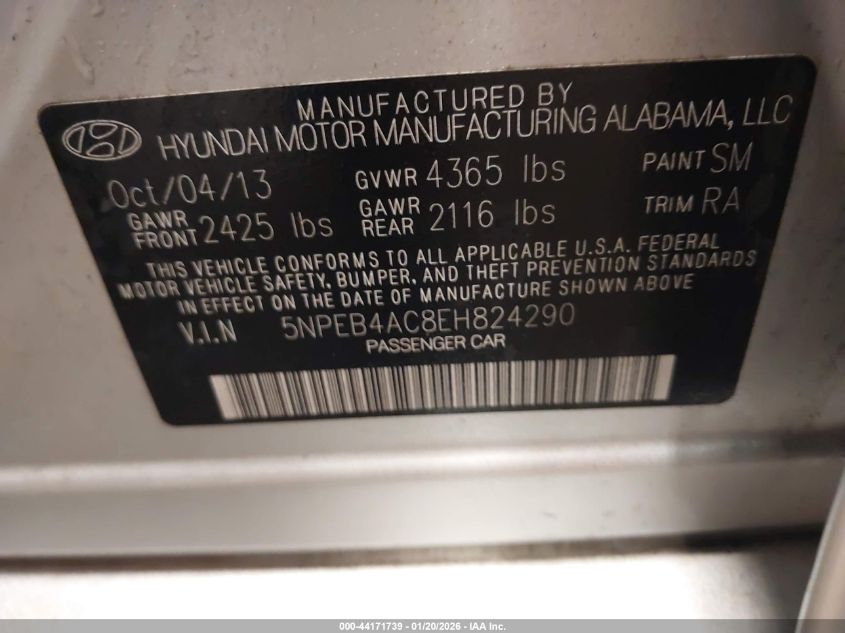 MANUFACTURED BY
HYUNDAI MOTOR MANUFACTURING ALABAMA, LLC
Oct/04/13 GVWR 4365 lbs PAINT SM
GAWR FRONT 2425 lbs GAWR REAR 2116 lbs TRIM RA
THIS VEHICLE CONFORMS TO ALL APPLICABLE U.S.A. FEDERAL
MOTOR VEHICLE SAFETY, BUMPER, AND THEFT PREVENTION STANDARDS
IN EFFECT ON THE DATE OF MANUFACTURE SHOWN ABOVE
V.I.N 5NPEB4AC8EH824290
PASSENGER CAR
000-44171739 - 01/20/2026 - IAA Inc.